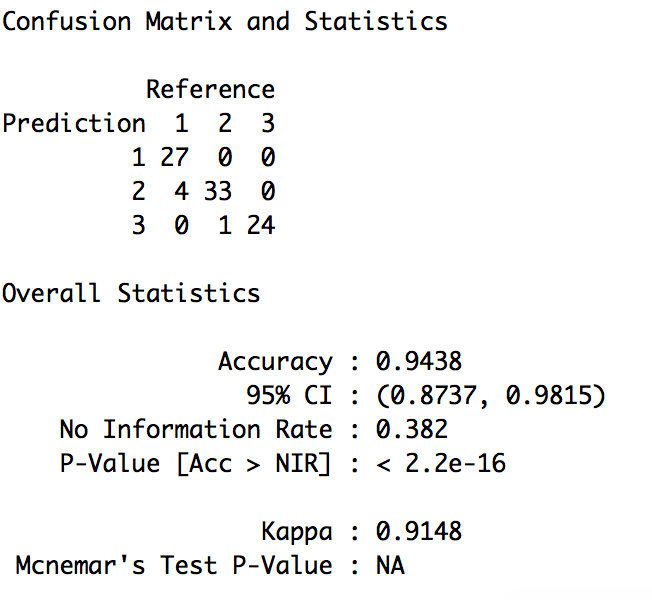 Confusion Matrix and Statistics
Reference
Prediction 1 2 3
1 27 0 0
2 4 33 0
3 0 1 24
Overall Statistics
Accuracy : 0.9438
95% CI : (0.8737, 0.9815)
No Information Rate : 0.382
P-Value [Acc > NIR] : < 2.2e-16
Kappa : 0.9148
Mcnemar's Test P-Value : NA